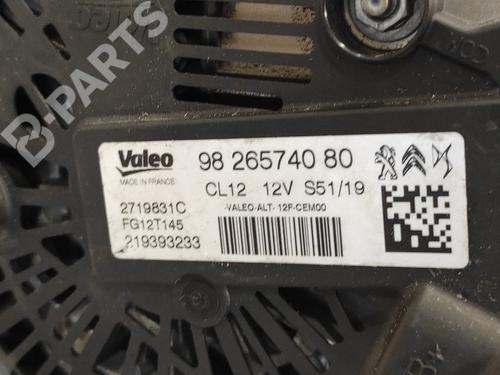 B-PARTS
Valeo
MADE IN FRANCE
98 265740 80
CL12 12V S51/19
-VALEO-ALT- 12F-CEM00
2719831C
FG12T145
219393233
B+